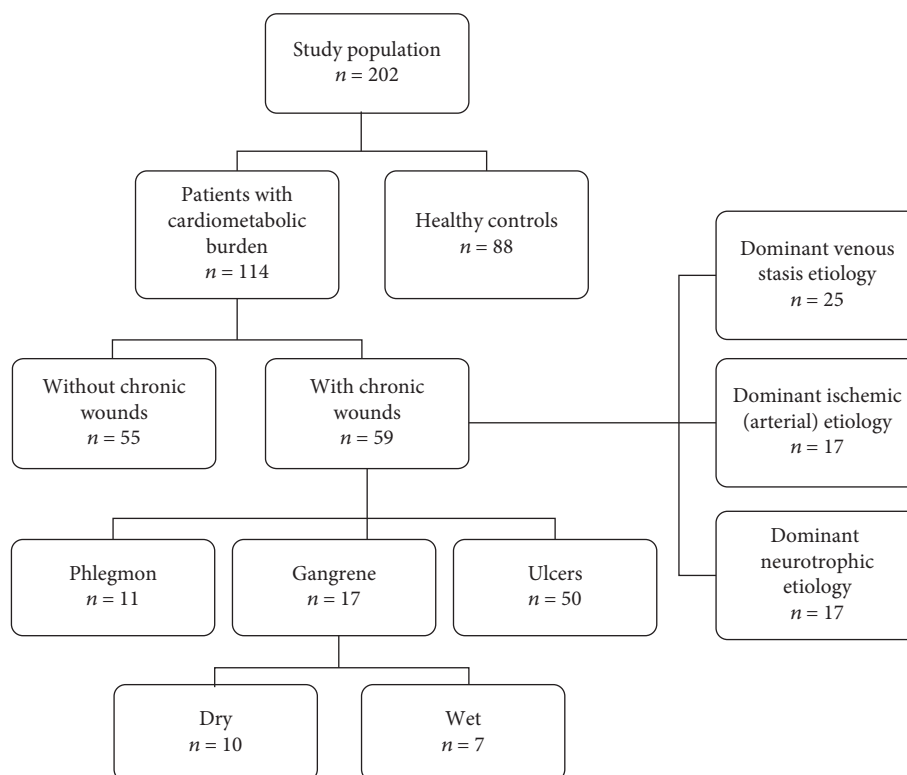 Study population
n = 202
Patients with
cardiometabolic
burden
n = 114
Healthy controls
n = 88
Without chronic
wounds
n = 55
With chronic
wounds
n = 59
Dominant venous
stasis etiology
n = 25
Dominant ischemic
(arterial) etiology
n = 17
Dominant
neurotrophic
etiology
n = 17
Phlegmon
n = 11
Gangrene
n = 17
Ulcers
n = 50
Dry
n = 10
Wet
n = 7